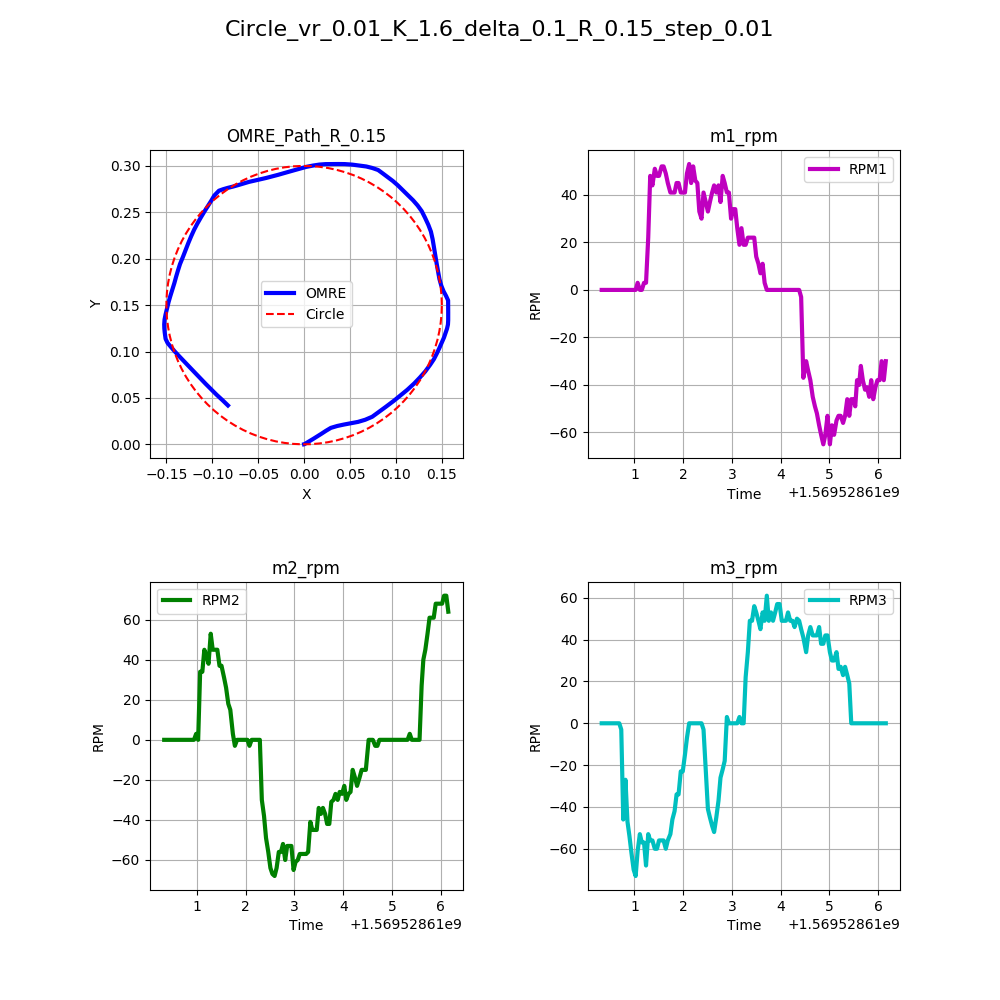 Circle_vr_0.01_K_1.6_delta_0.1_R_0.15_step_0.01
OMRE_Path_R_0.15
0.30
0.25
0.20
0.15
0.10
0.05
0.00
Y
OMRE
Circle
−0.15 −0.10 −0.05 0.00 0.05 0.10 0.15
X
m1_rpm
RPM1
40
20
0
−20
−40
−60
RPM
1 2 3 4 5 6
Time +1.56952861e9
m2_rpm
RPM2
60
40
20
0
−20
−40
−60
RPM
1 2 3 4 5 6
Time +1.56952861e9
m3_rpm
RPM3
60
40
20
0
−20
−40
−60
RPM
1 2 3 4 5 6
Time +1.56952861e9